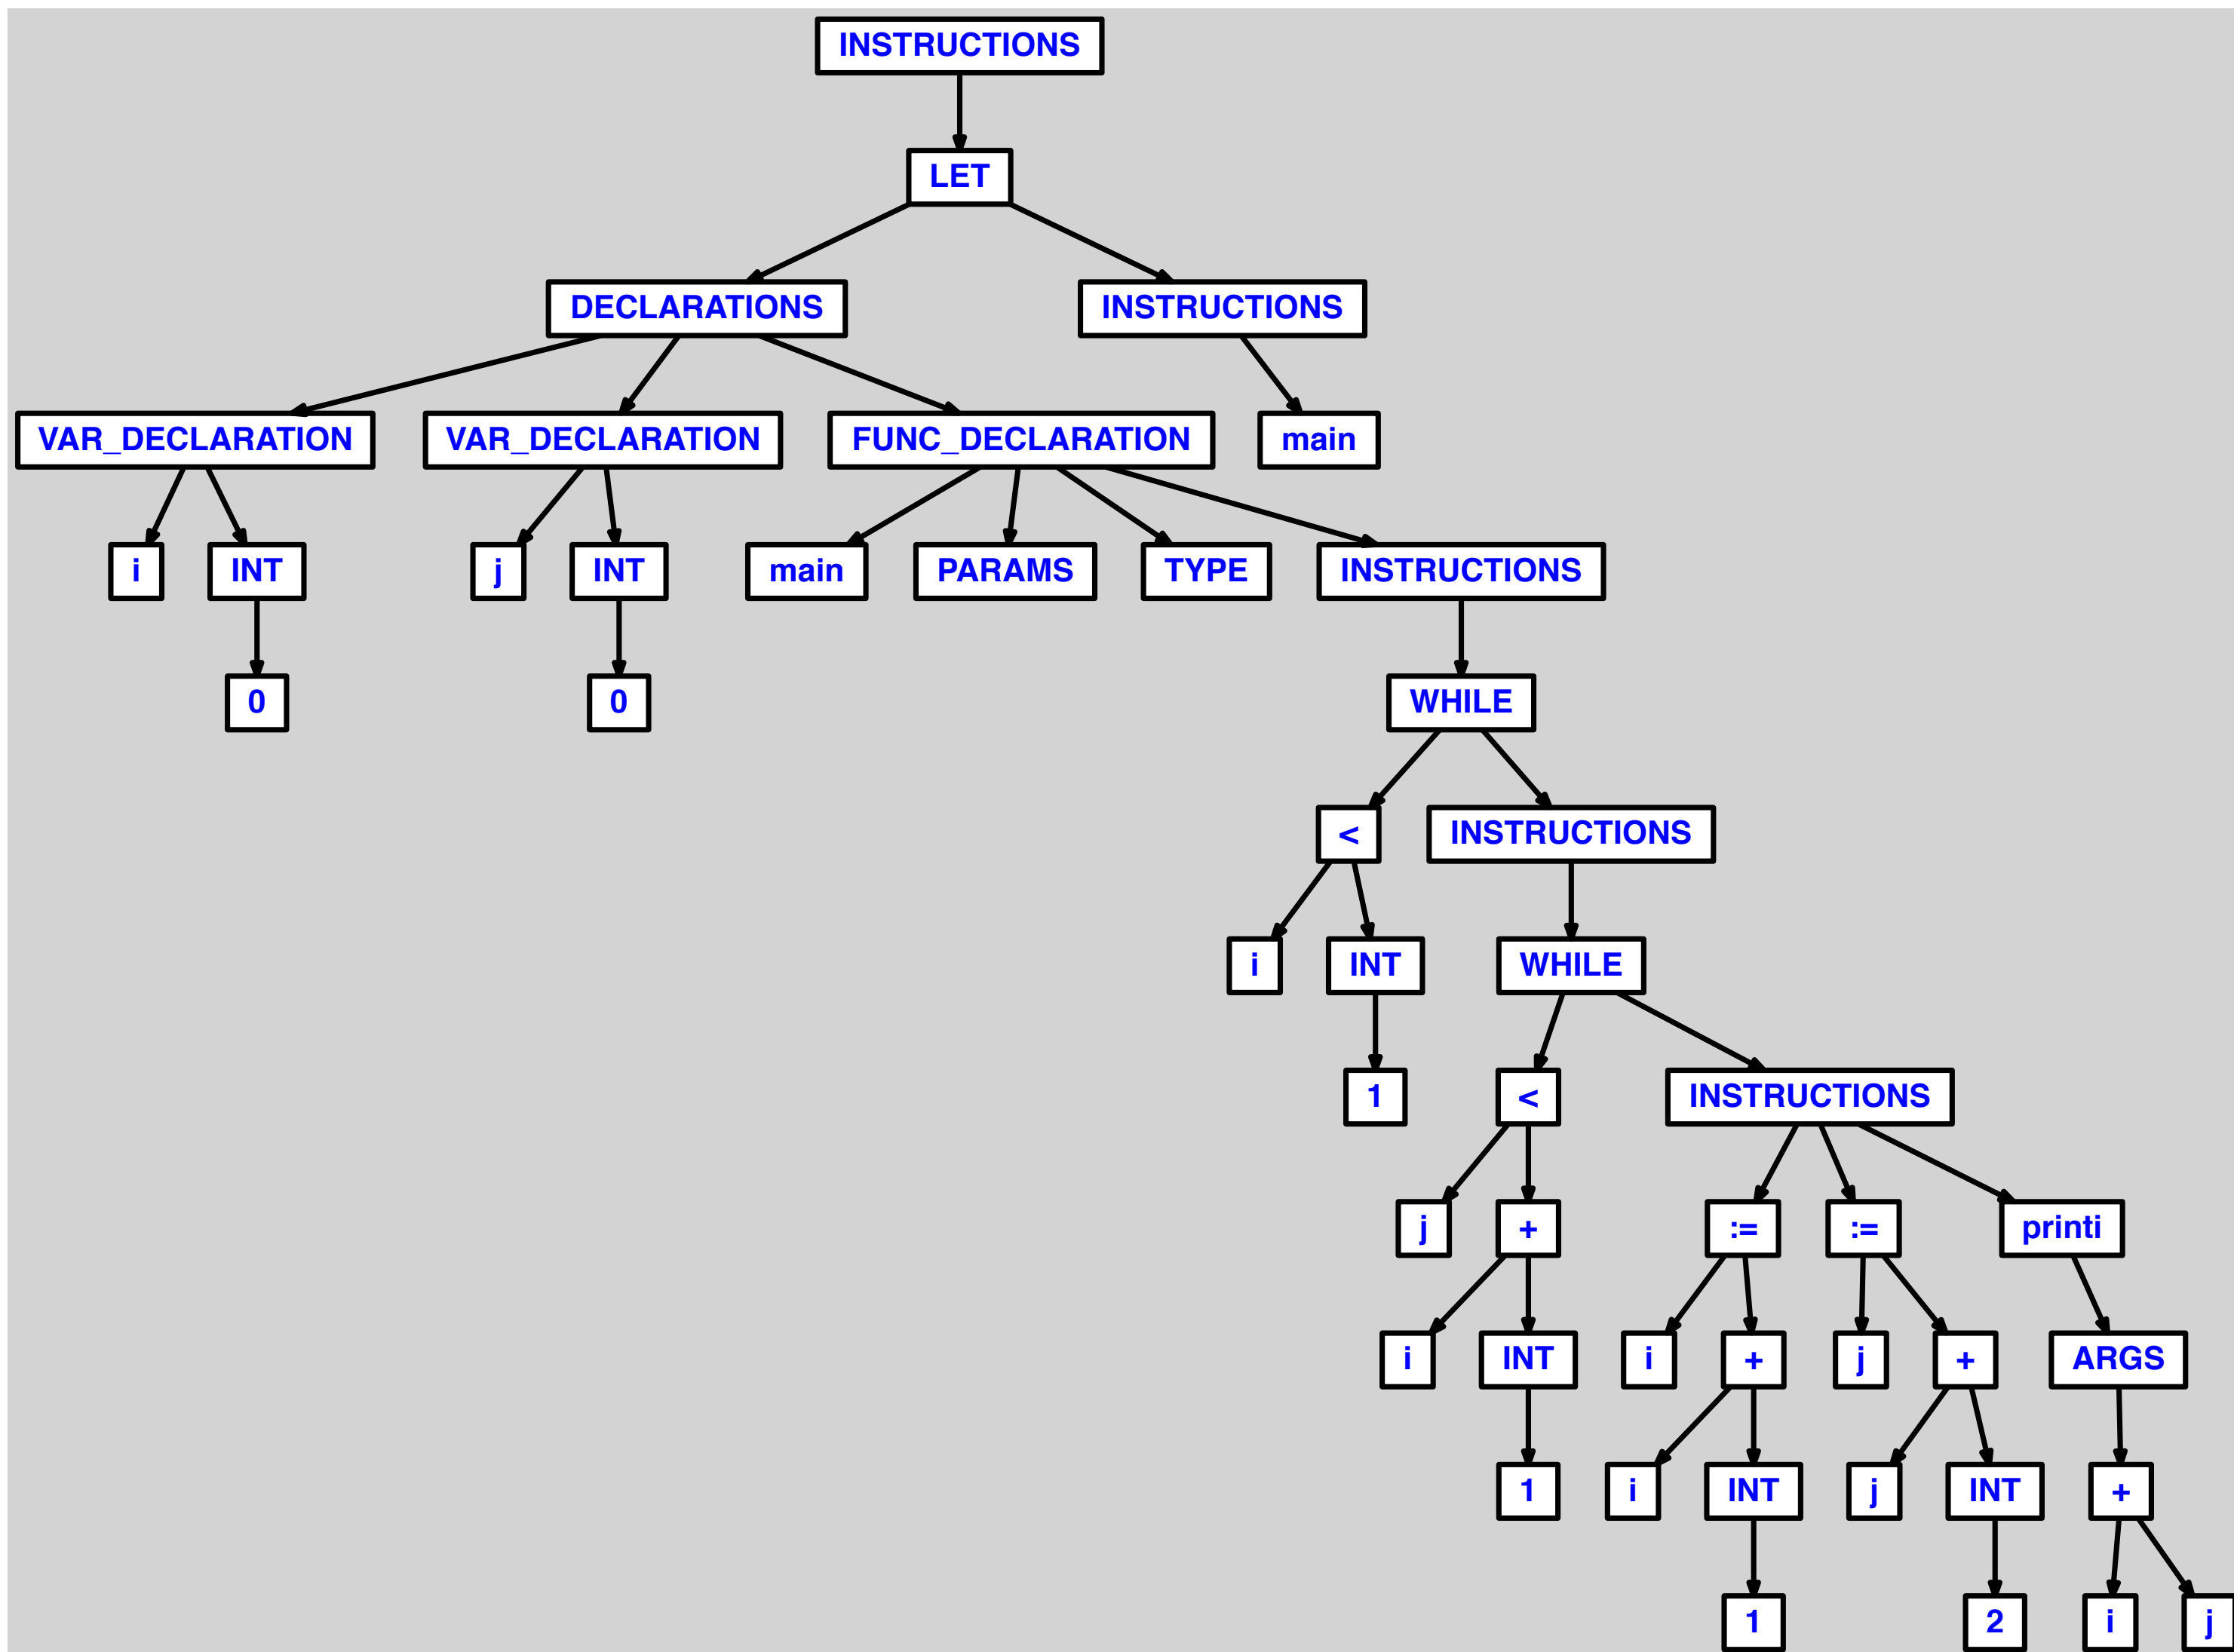 INSTRUCTIONS
LET
DECLARATIONS INSTRUCTIONS
VAR_DECLARATION VAR_DECLARATION FUNC_DECLARATION main
i INT j INT main PARAMS TYPE INSTRUCTIONS
0 0 WHILE
< INSTRUCTIONS
i INT WHILE
1 < INSTRUCTIONS
j + := := printi
i INT i + j + ARGS
1 i INT j INT +
1 2 i j